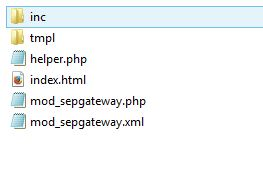 inc
tmpl
helper.php
index.html
mod_sepgateway.php
mod_sepgateway.xml